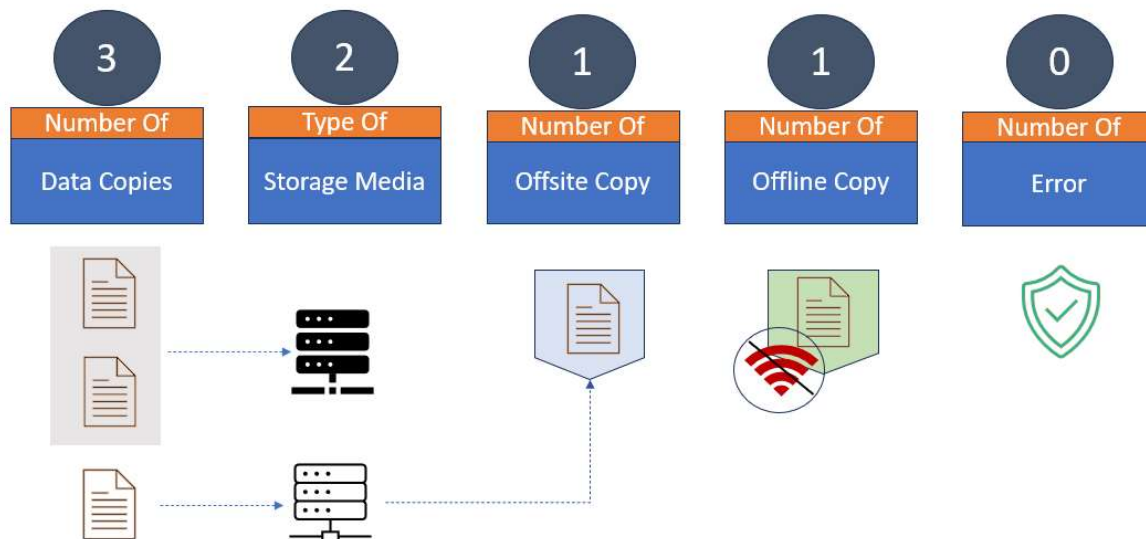 3
Number Of
Data Copies
2
Type Of
Storage Media
1
Number Of
Offsite Copy
1
Number Of
Offline Copy
0
Number Of
Error